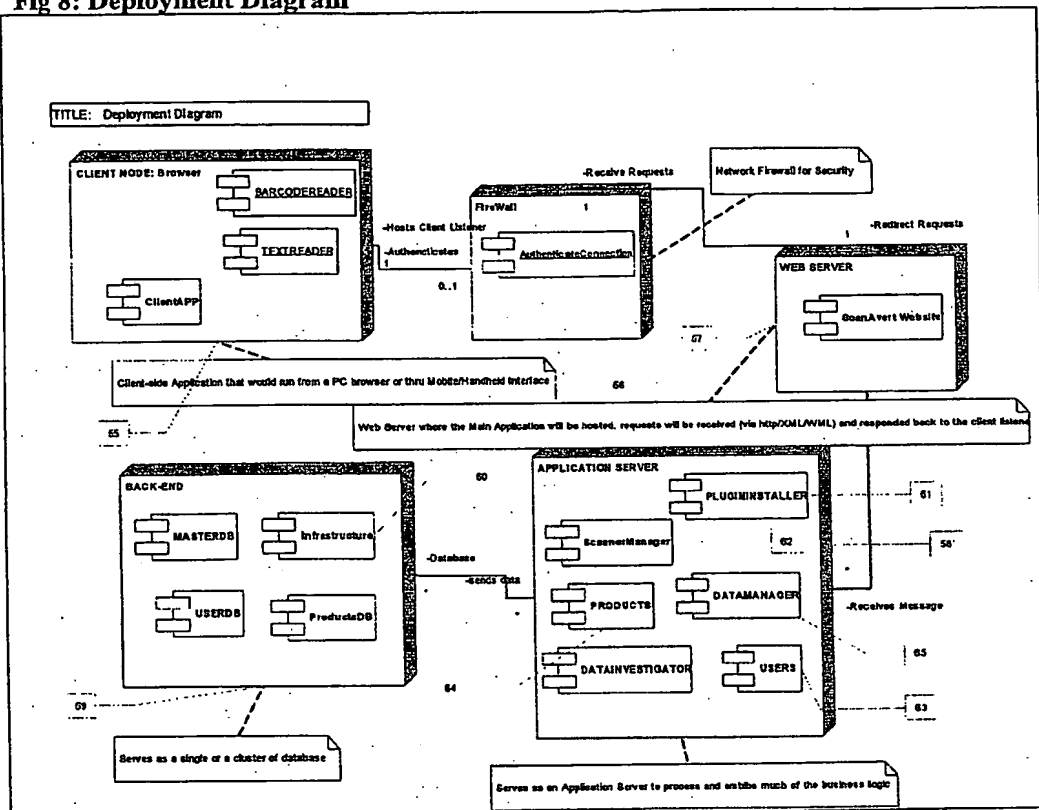 Fig 8: Deployment Diagram
TITLE: Deployment Diagram
CLIENT NODE: Browser
BARCODEREADER
TEXTREADER
ClientAPP
-Hosts Client Listener
-Authenticates
1
0..1
FireWall
1
AuthenticateConnection
-Receive Requests
Network Firewall for Security
-Redirect Requests
1
WEB SERVER
ScanAvert Website
57
Client-side Application that would run from a PC browser or thru Mobile/Handheld Interface
56
55
Web Server where the Main Application will be hosted, requests will be received (via http/XML/WML) and responded back to the client listene
BACK-END
MASTERDB
Infrastructure
USERDB
ProductsDB
60
-Database
-sends data
APPLICATION SERVER
PLUGININSTALLER
ScannerManager
62
PRODUCTS
DATAMANAGER
DATAINVESTIGATOR
USERS
61
58
-Receives Message
65
63
64
59
Serves as a single or a cluster of database
Serves as an Application Server to process and entribe much of the business logic